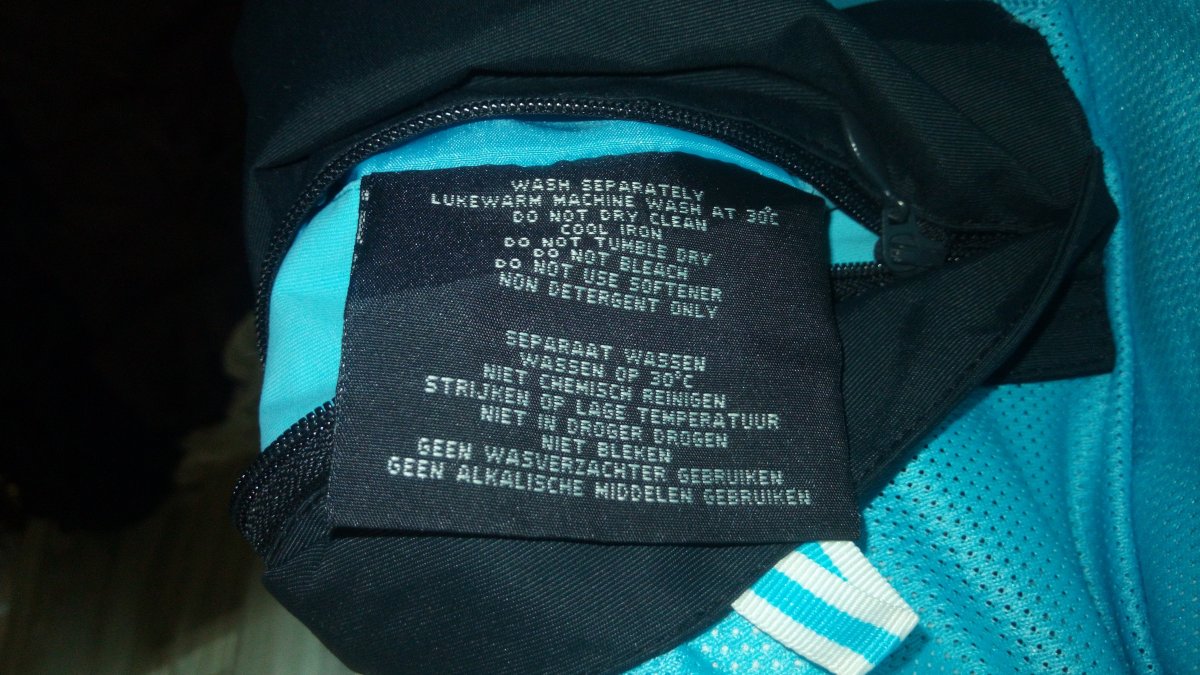 WASH SEPARATELY
LUKEWARM MACHINE WASH AT 30°C
DO NOT DRY CLEAN
COOL IRON
DO NOT TUMBLE DRY
DO NOT BLEACH
DO NOT USE SOFTENER
NON DETERGENT ONLY
SEPARAAT WASSEN
WASSEN OP 30°C
NIET CHEMISCH REINIGEN
STRIJKEN OF LAGE TEMPERATUUR
NIET IN DROGER DROGEN
NIET BLEKEN
GEEN WASVERZACHTER GEBRUIKEN
GEEN ALKALISCHE MIDDELEN GEBRUIKEN